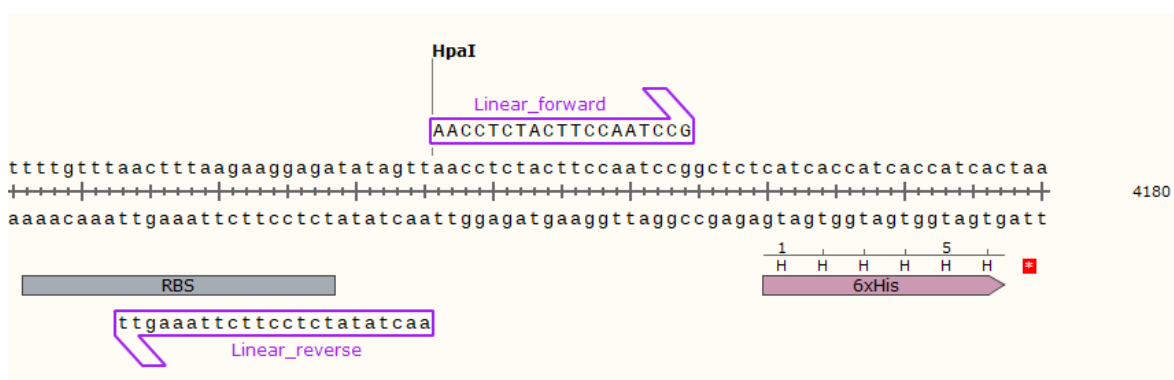 HpaI
Linear_forward
AACCTCTACTTCCAATCCG
ttttgtttaactttaagaaggagatatagttaacctctacttccaatccggctctcatcaccatcaccatcactaa
4180
aaaacaaattgaaattcttcctctatatcaattggagatgaaggttaggccgagagtagtggtagtggtagtgatt
1 5
H H H H H H *
RBS 6xHis
ttgaaattcttcctctatatcaa
Linear_reverse